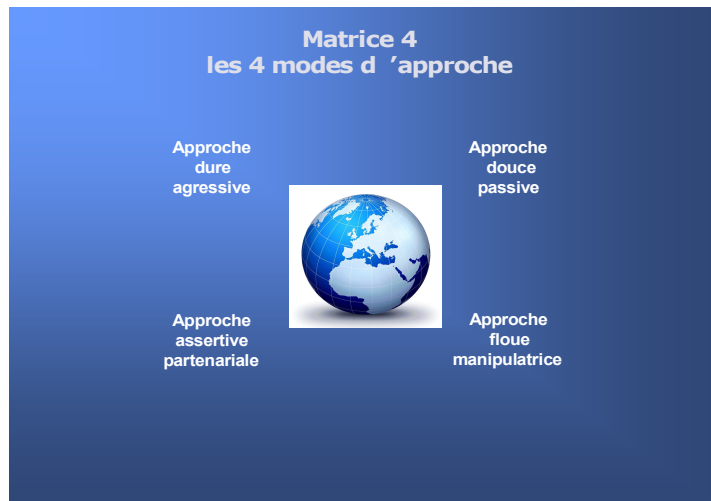 Matrice 4
les 4 modes d ’approche
Approche
dure
agressive
Approche
douce
passive
Approche
assertive
partenariale
Approche
floue
manipulatrice